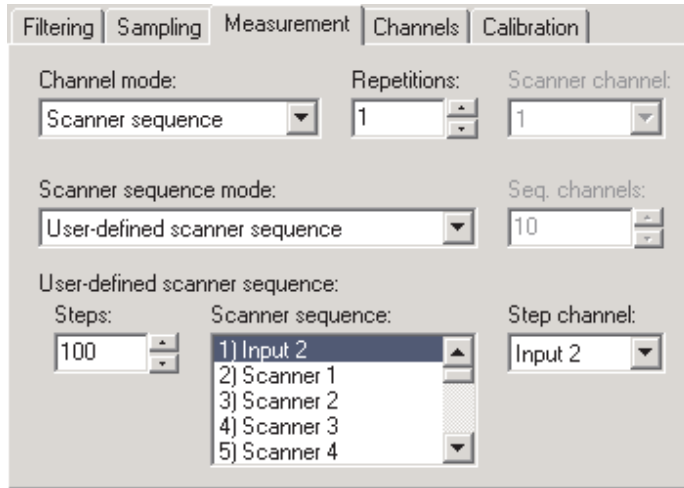 Filtering Sampling Measurement Channels Calibration
Channel mode: Repetitions: Scanner channel:
Scanner sequence 1 1
Scanner sequence mode: Seq. channels:
User-defined scanner sequence 10
User-defined scanner sequence:
Steps: Scanner sequence: Step channel:
100 1) Input 2 Input 2
2) Scanner 1
3) Scanner 2
4) Scanner 3
5) Scanner 4